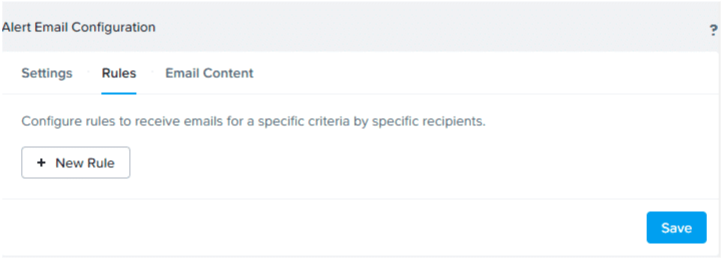 Alert Email Configuration
?
Settings Rules Email Content
Configure rules to receive emails for a specific criteria by specific recipients.
+ New Rule
Save